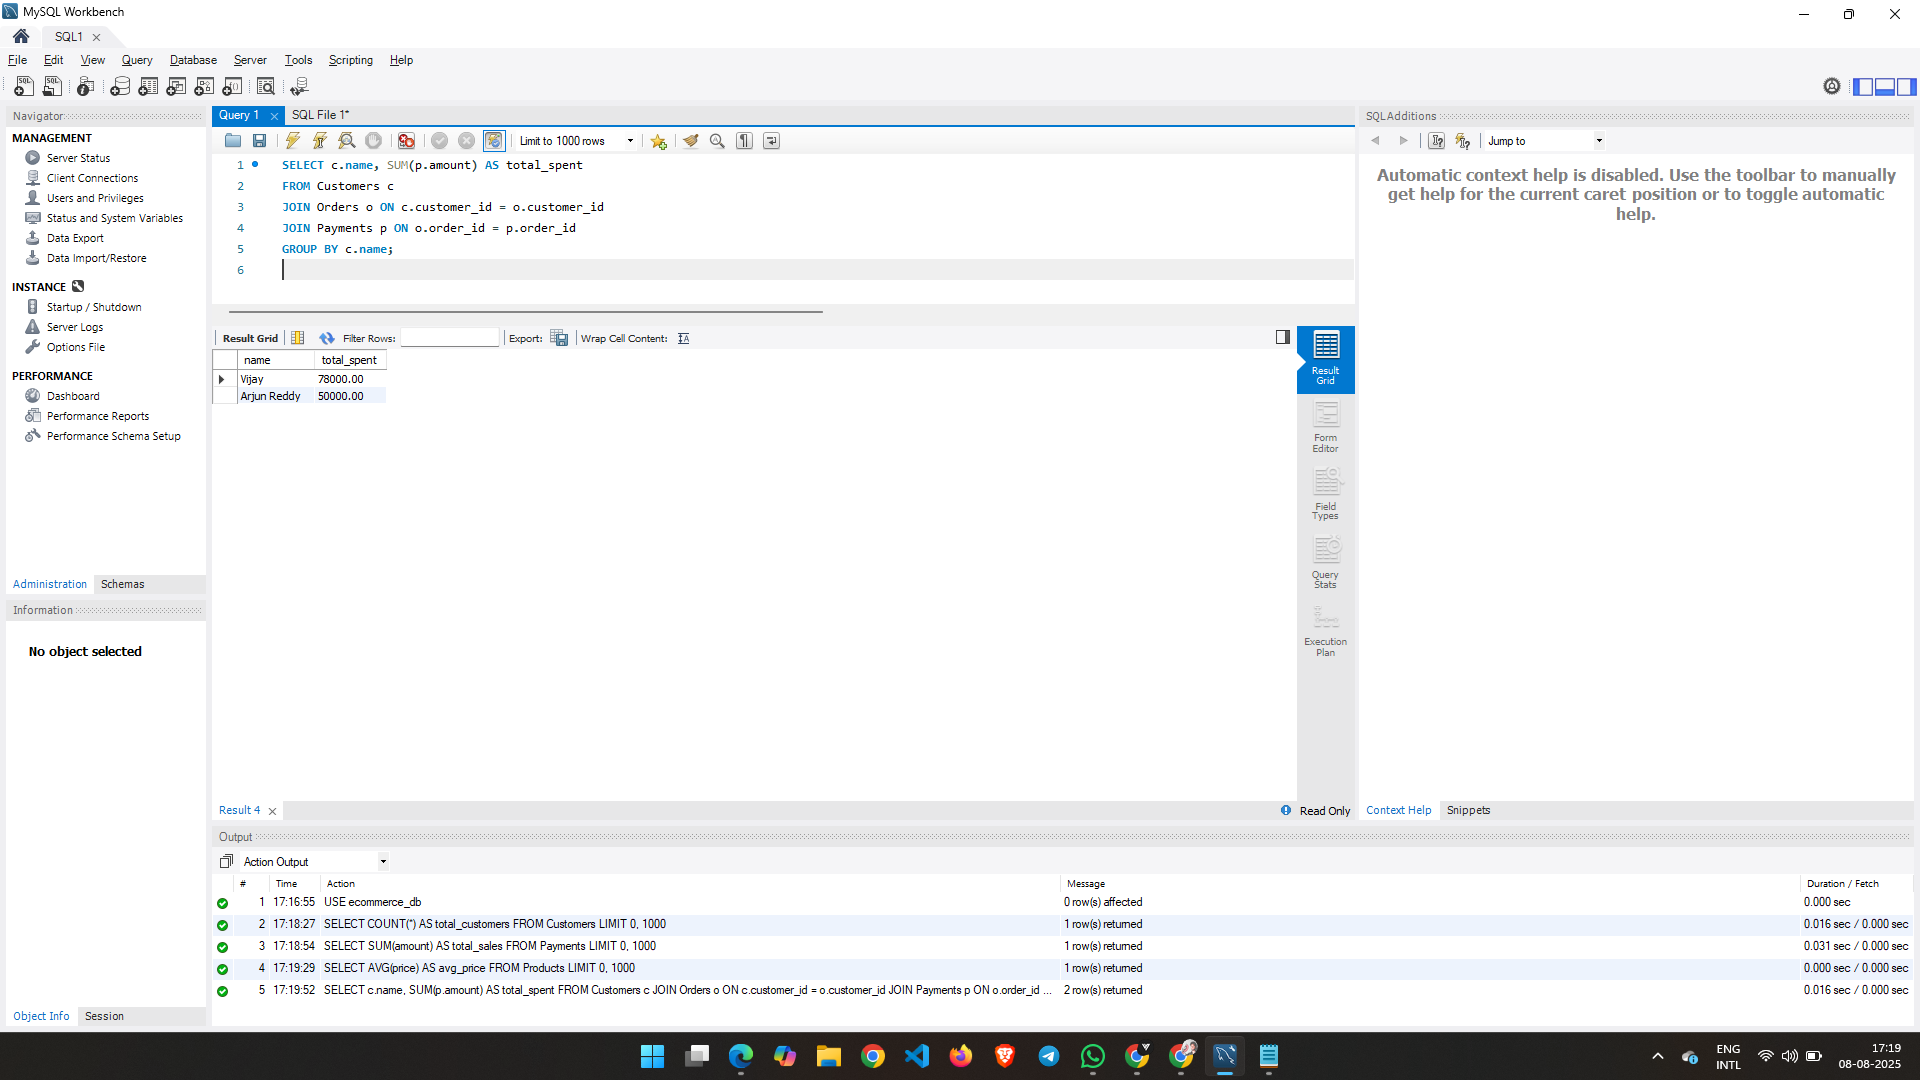 MySQL Workbench
SQL1
File Edit View Query Database Server Tools Scripting Help
Navigator
MANAGEMENT
Server Status
Client Connections
Users and Privileges
Status and System Variables
Data Export
Data Import/Restore
INSTANCE
Startup / Shutdown
Server Logs
Options File
PERFORMANCE
Dashboard
Performance Reports
Performance Schema Setup
Administration Schemas
Information
No object selected
Object Info Session
Query 1 SQL File 1*
Limit to 1000 rows
1 SELECT c.name, SUM(p.amount) AS total_spent
2 FROM Customers c
3 JOIN Orders o ON c.customer_id = o.customer_id
4 JOIN Payments p ON o.order_id = p.order_id
5 GROUP BY c.name;
6
Result Grid Filter Rows: Export: Wrap Cell Content:
name total_spent
Vijay 78000.00
Arjun Reddy 50000.00
Result Grid
Form Editor
Field Types
Query Stats
Execution Plan
Result 4 Read Only
SQLAdditions
Jump to
Automatic context help is disabled. Use the toolbar to manually
get help for the current caret position or to toggle automatic
help.
Context Help Snippets
Output
Action Output
# Time Action Message Duration / Fetch
1 17:16:55 USE ecommerce_db 0 row(s) affected 0.000 sec
2 17:18:27 SELECT COUNT(*) AS total_customers FROM Customers LIMIT 0, 1000 1 row(s) returned 0.016 sec / 0.000 sec
3 17:18:54 SELECT SUM(amount) AS total_sales FROM Payments LIMIT 0, 1000 1 row(s) returned 0.031 sec / 0.000 sec
4 17:19:29 SELECT AVG(price) AS avg_price FROM Products LIMIT 0, 1000 1 row(s) returned 0.000 sec / 0.000 sec
5 17:19:52 SELECT c.name, SUM(p.amount) AS total_spent FROM Customers c JOIN Orders o ON c.customer_id = o.customer_id JOIN Payments p ON o.order_id ... 2 row(s) returned 0.016 sec / 0.000 sec
ENG
INTL
17:19
08-08-2025